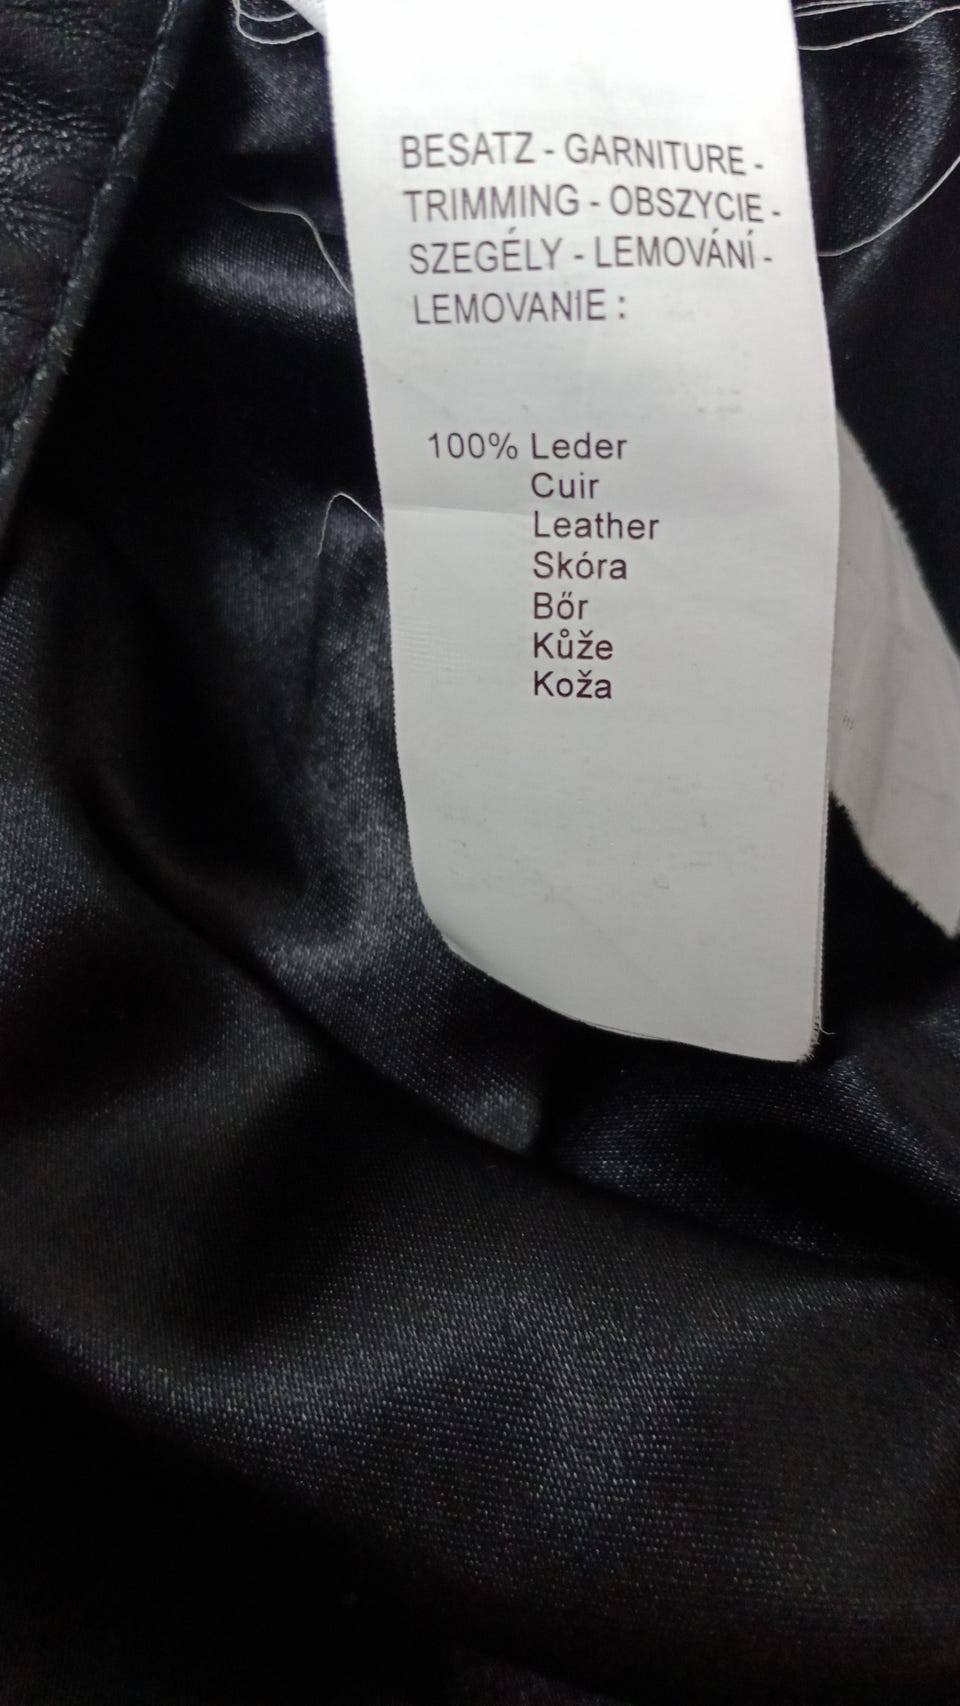 BESATZ - GARNITURE -
TRIMMING - OBSZYCIE -
SZEGÉLY - LEMOVÁNÍ -
LEMOVANIE :
100% Leder
Cuir
Leather
Skóra
Bőr
Kůže
Koža